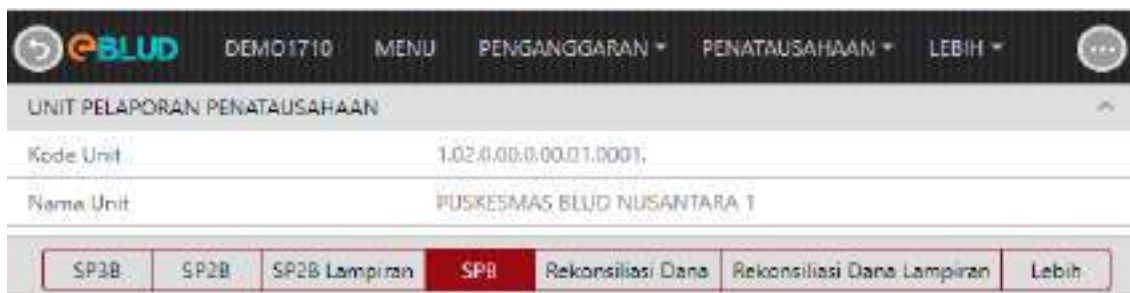 eBLUD DEMO1710 MENU PENGANGGARAN PENATAUSAHAAN LEBIH
UNIT PELAPORAN PENATAUSAHAAN
Kode Unit 1.02.0.00.0.00.01.0001.
Nama Unit PUSKESMAS BLUD NUSANTARA 1
SP3B SP2B SP2B Lampiran SPB Rekonsiliasi Dana Rekonsiliasi Dana Lampiran Lebih